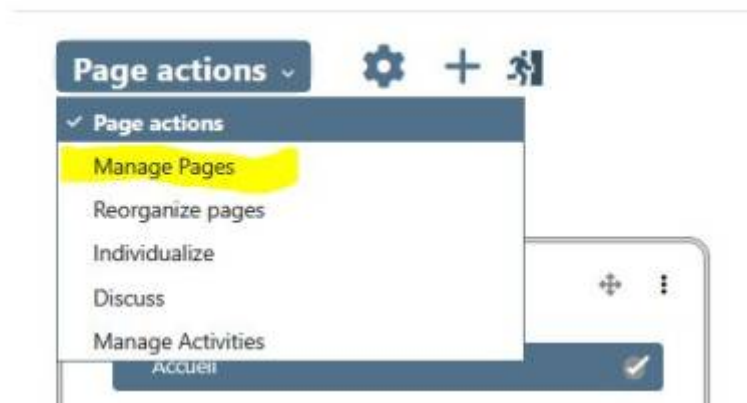 Page actions
Page actions
Manage Pages
Reorganize pages
Individualize
Discuss
Manage Activities
Accueil